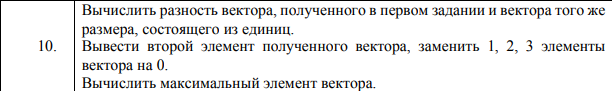 Вычислить разность вектора, полученного в первом задании и вектора того же
размера, состоящего из единиц.
10. Вывести второй элемент полученного вектора, заменить 1, 2, 3 элементы
вектора на 0.
Вычислить максимальный элемент вектора.